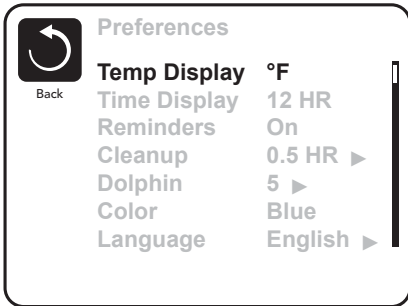 Preferences
Back
Temp Display °F
Time Display 12 HR
Reminders On
Cleanup 0.5 HR ▶
Dolphin 5 ▶
Color Blue
Language English ▶